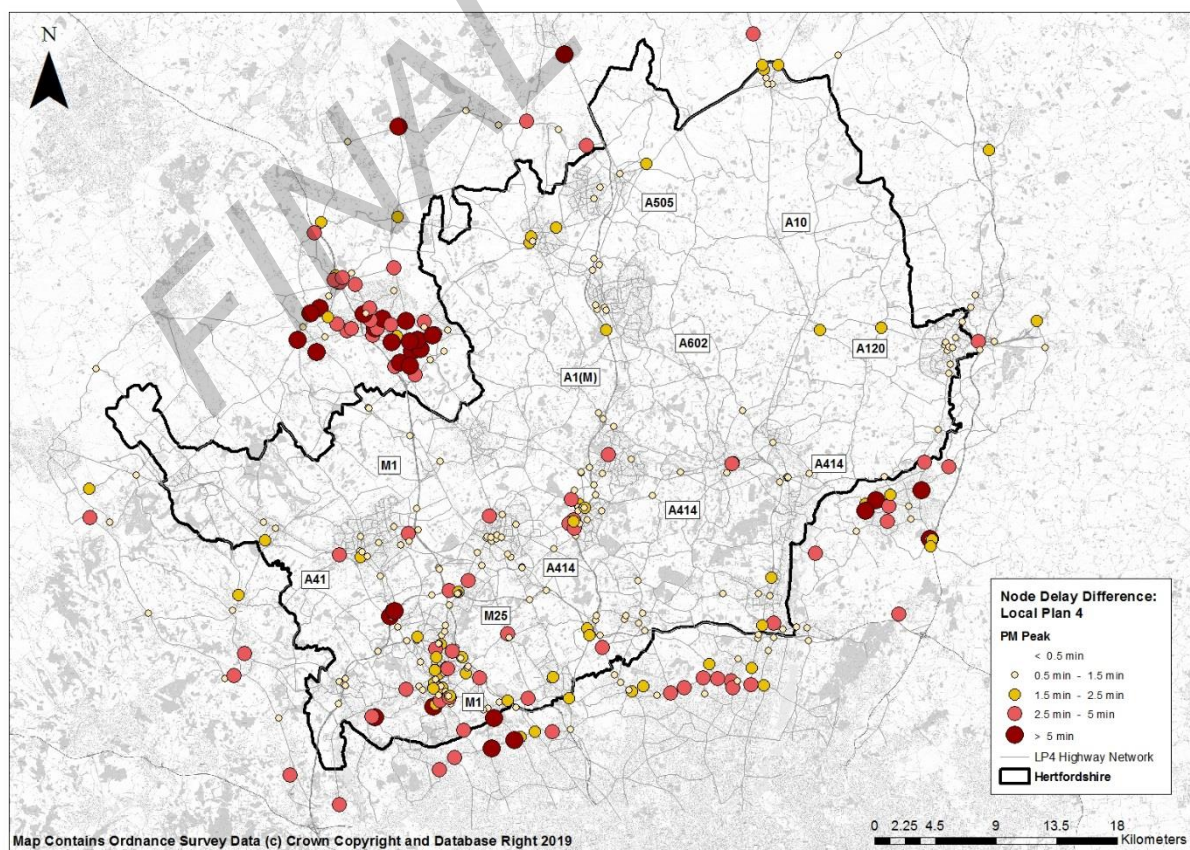 FINAL
N
A505
A10
A602
A120
A1(M)
M1
A414
A414
A414
A41
M25
M1
Node Delay Difference:
Local Plan 4
PM Peak
< 0.5 min
0.5 min - 1.5 min
1.5 min - 2.5 min
2.5 min - 5 min
> 5 min
LP4 Highway Network
Hertfordshire
Map Contains Ordnance Survey Data (c) Crown Copyright and Database Right 2019
0 2.25 4.5 9 13.5 18
Kilometers